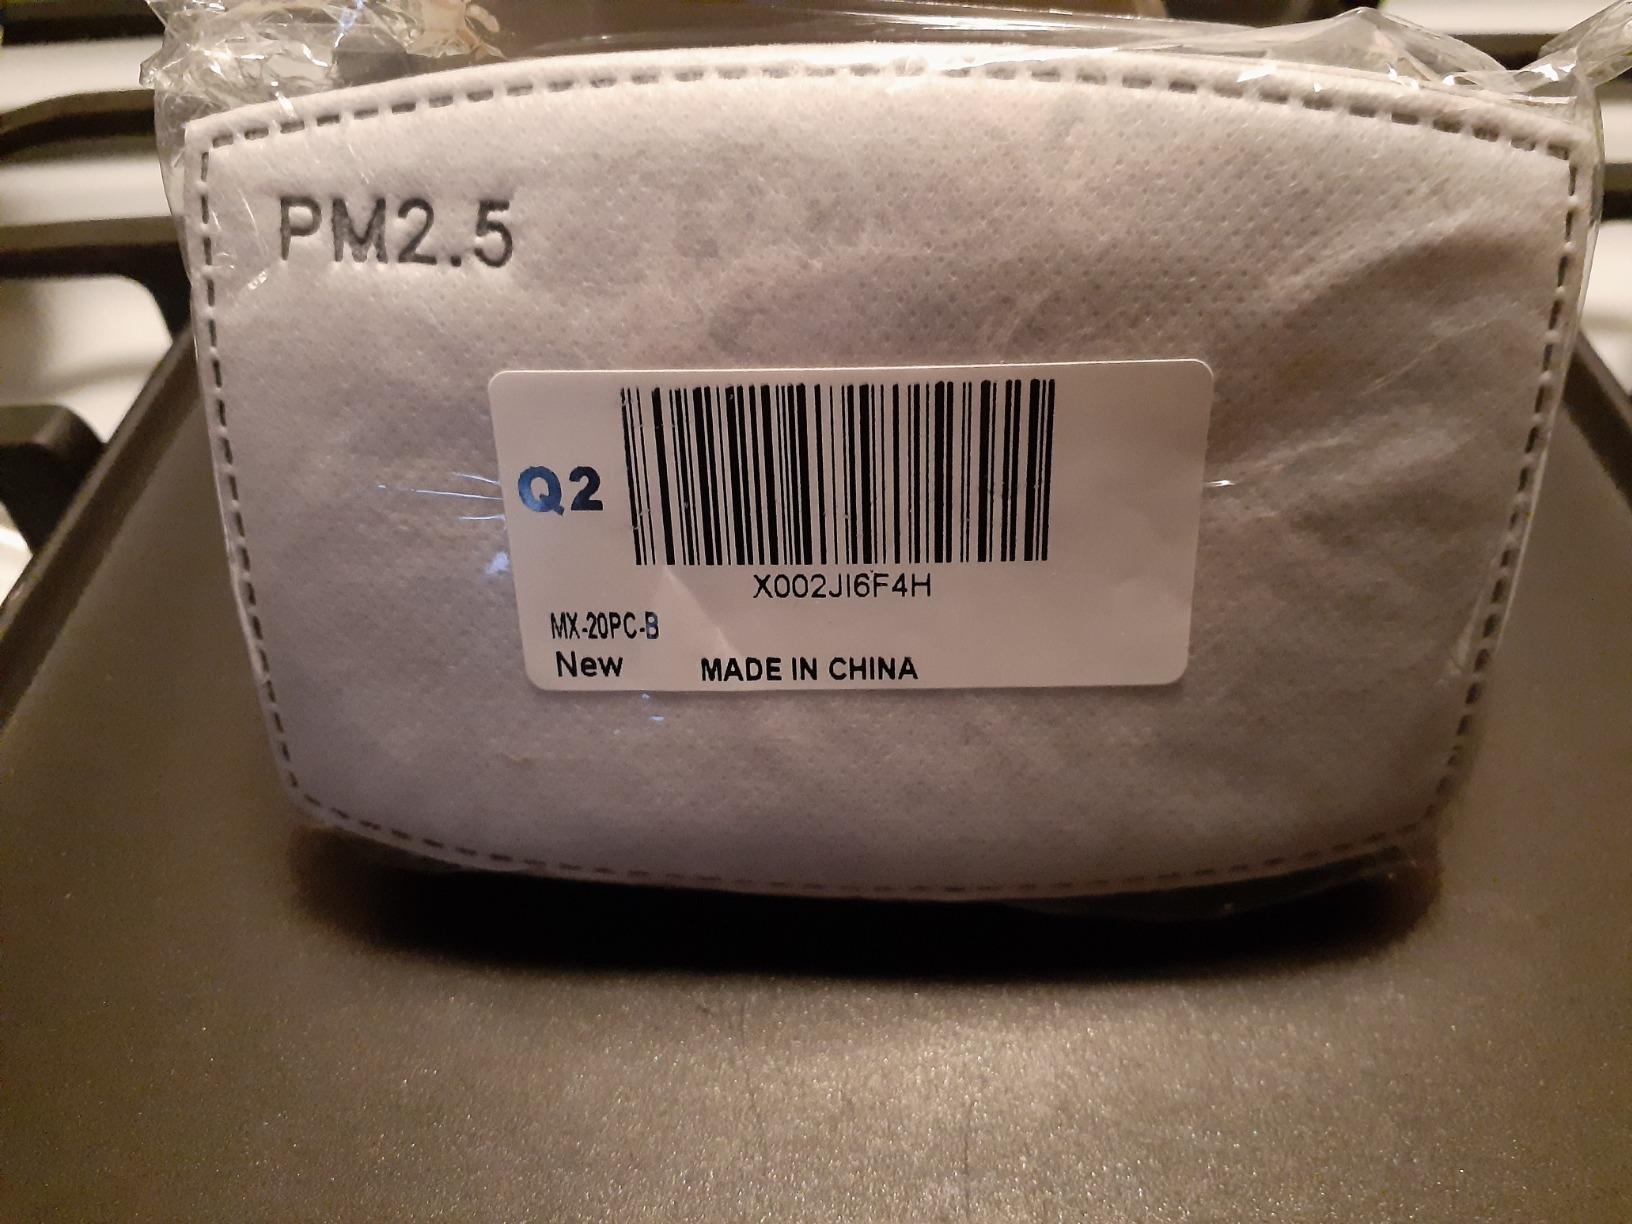 PM2.5
Q2
X002JI6F4H
MX-20PC-B
New MADE IN CHINA